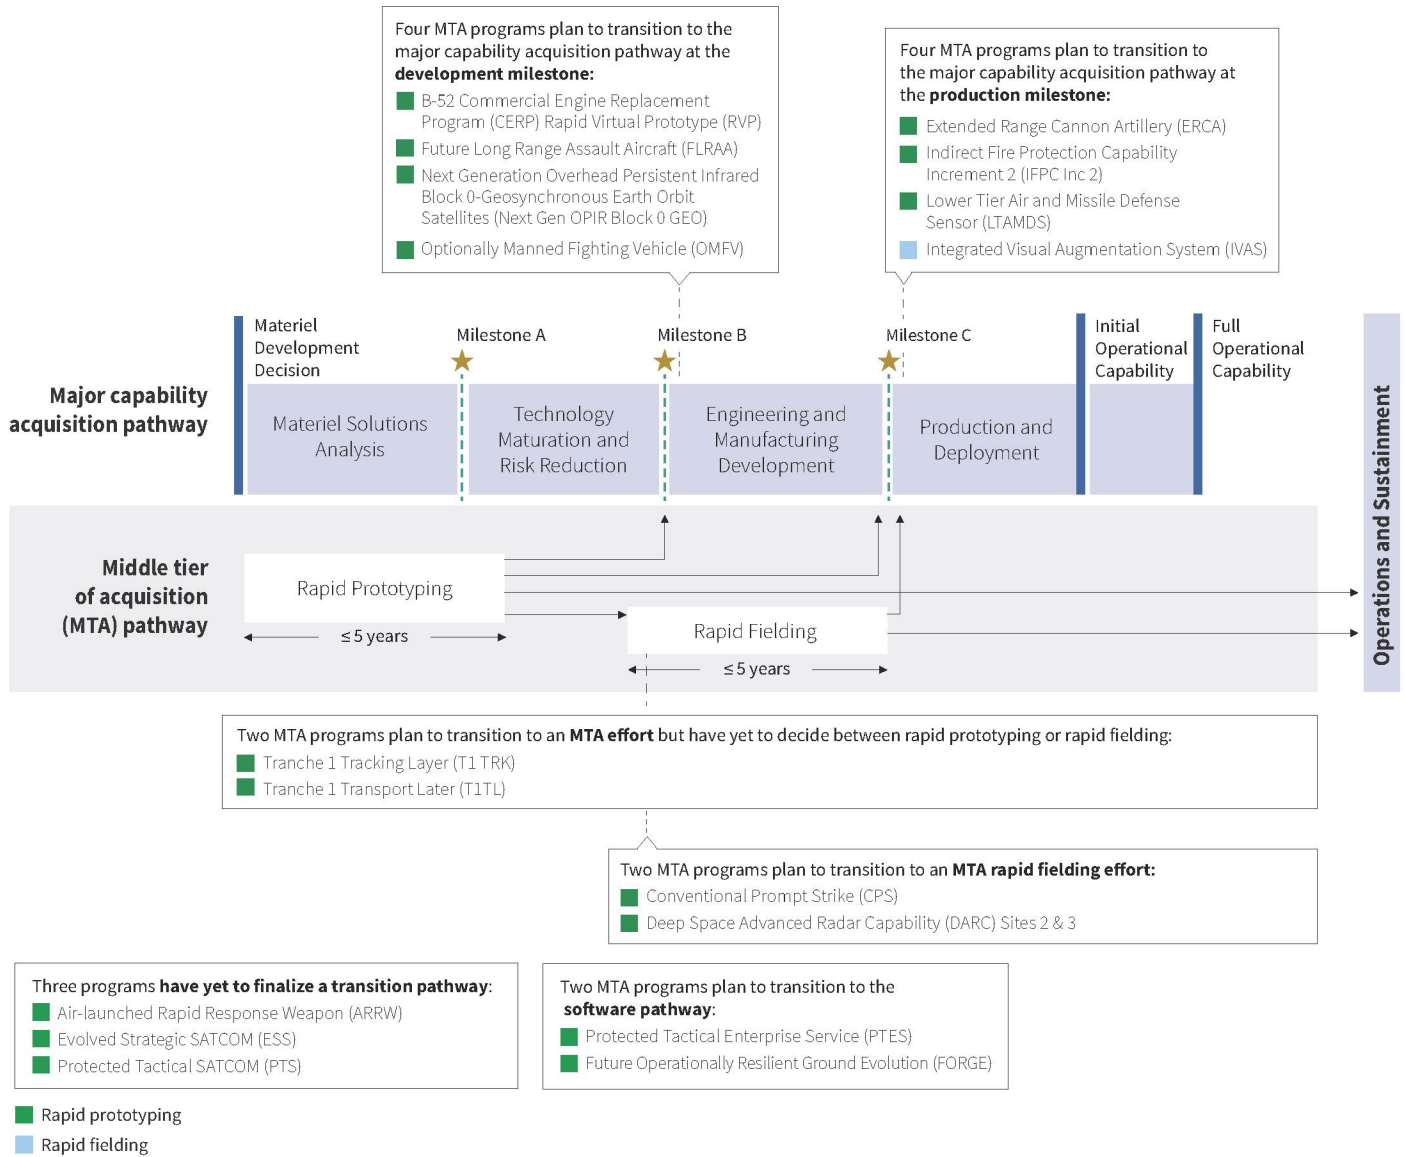 Four MTA programs plan to transition to the
major capability acquisition pathway at the
development milestone:
B-52 Commercial Engine Replacement
Program (CERP) Rapid Virtual Prototype (RVP)
Future Long Range Assault Aircraft (FLRAA)
Next Generation Overhead Persistent Infrared
Block 0-Geosynchronous Earth Orbit
Satellites (Next Gen OPIR Block 0 GEO)
Optionally Manned Fighting Vehicle (OMFV)
Four MTA programs plan to transition to
the major capability acquisition pathway at
the production milestone:
Extended Range Cannon Artillery (ERCA)
Indirect Fire Protection Capability
Increment 2 (IFPC Inc 2)
Lower Tier Air and Missile Defense
Sensor (LTAMDS)
Integrated Visual Augmentation System (IVAS)
Materiel
Development
Decision
Milestone A
Milestone B
Milestone C
Initial
Operational
Capability
Full
Operational
Capability
Major capability
acquisition pathway
Materiel Solutions
Analysis
Technology
Maturation and
Risk Reduction
Engineering and
Manufacturing
Development
Production and
Deployment
Operations and Sustainment
Middle tier
of acquisition
(MTA) pathway
Rapid Prototyping
≤ 5 years
Rapid Fielding
≤ 5 years
Two MTA programs plan to transition to an MTA effort but have yet to decide between rapid prototyping or rapid fielding:
Tranche 1 Tracking Layer (T1 TRK)
Tranche 1 Transport Later (T1TL)
Two MTA programs plan to transition to an MTA rapid fielding effort:
Conventional Prompt Strike (CPS)
Deep Space Advanced Radar Capability (DARC) Sites 2 & 3
Three programs have yet to finalize a transition pathway:
Air-launched Rapid Response Weapon (ARRW)
Evolved Strategic SATCOM (ESS)
Protected Tactical SATCOM (PTS)
Two MTA programs plan to transition to the
software pathway:
Protected Tactical Enterprise Service (PTES)
Future Operationally Resilient Ground Evolution (FORGE)
Rapid prototyping
Rapid fielding